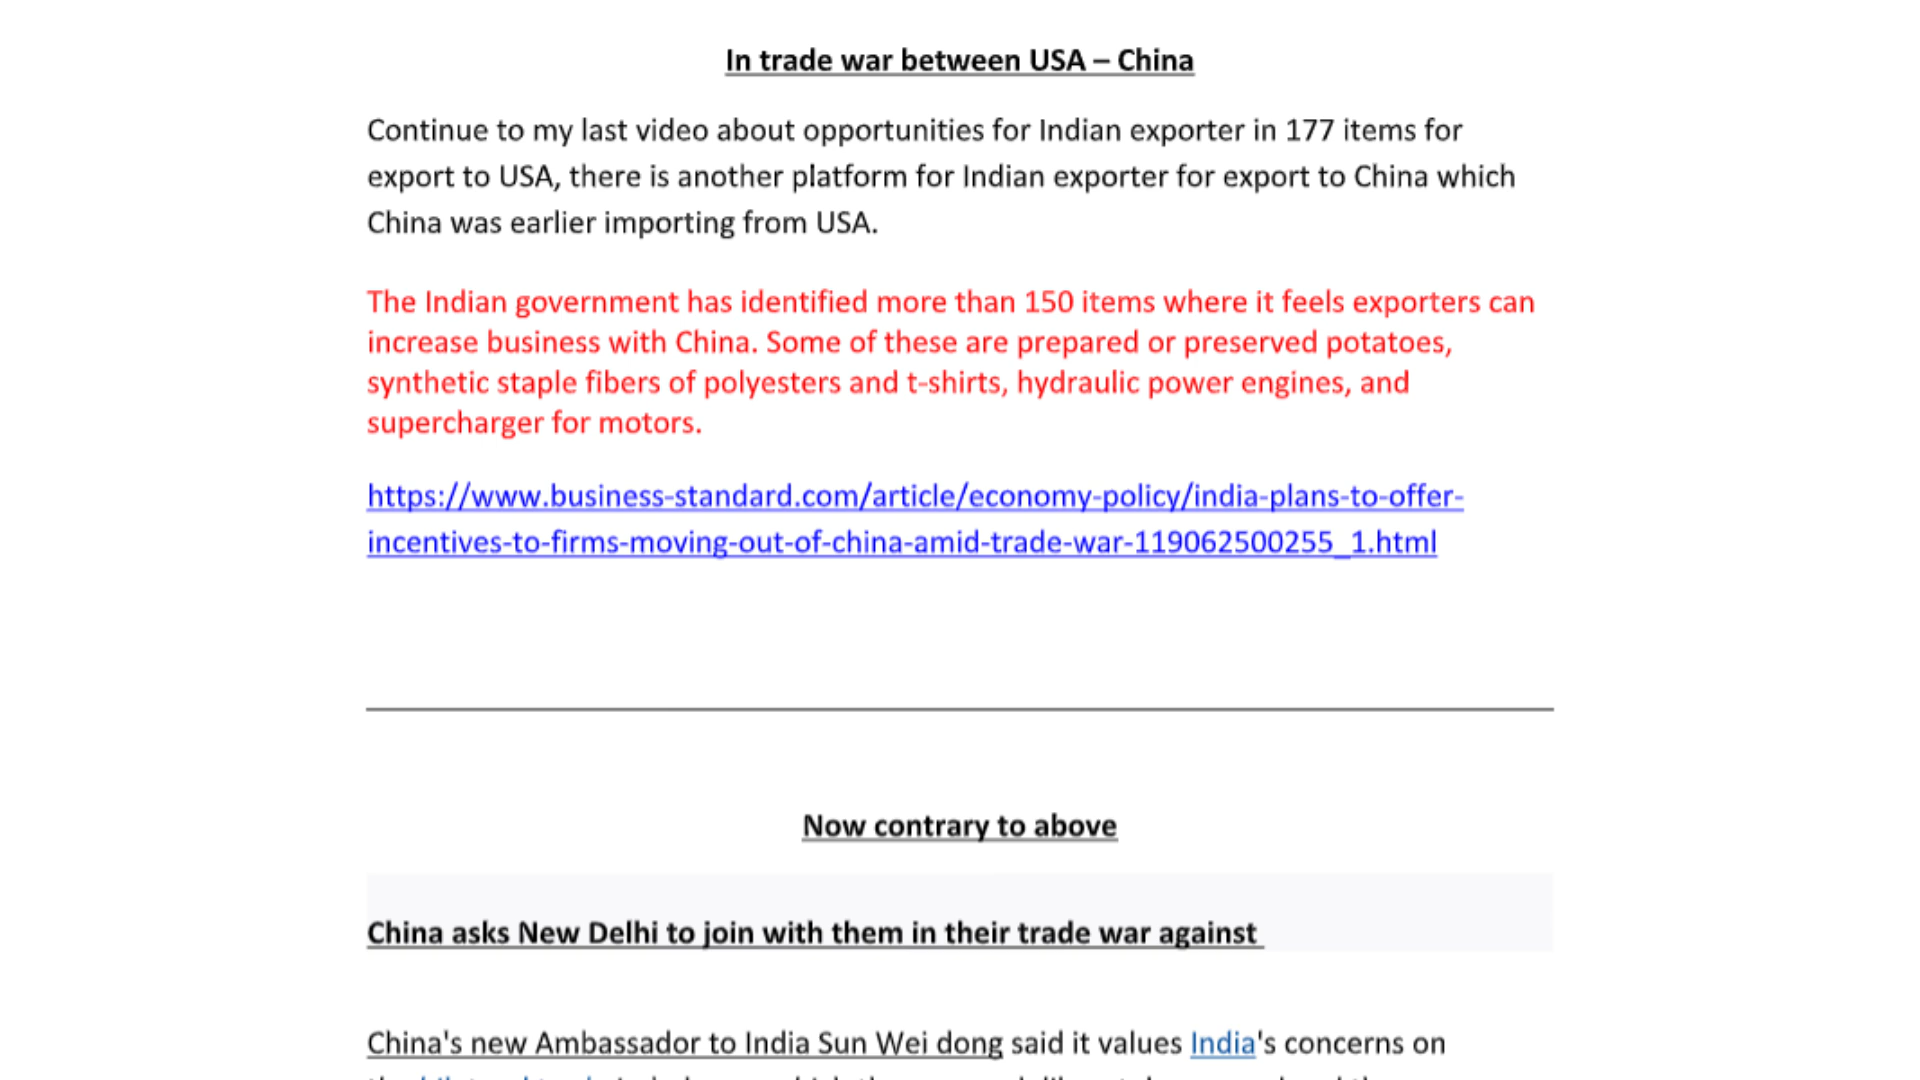 In trade war between USA – China
Continue to my last video about opportunities for Indian exporter in 177 items for
export to USA, there is another platform for Indian exporter for export to China which
China was earlier importing from USA.
The Indian government has identified more than 150 items where it feels exporters can
increase business with China. Some of these are prepared or preserved potatoes,
synthetic staple fibers of polyesters and t-shirts, hydraulic power engines, and
supercharger for motors.
https://www.business-standard.com/article/economy-policy/india-plans-to-offer-
incentives-to-firms-moving-out-of-china-amid-trade-war-119062500255_1.html
Now contrary to above
China asks New Delhi to join with them in their trade war against
China's new Ambassador to India Sun Wei dong said it values India's concerns on